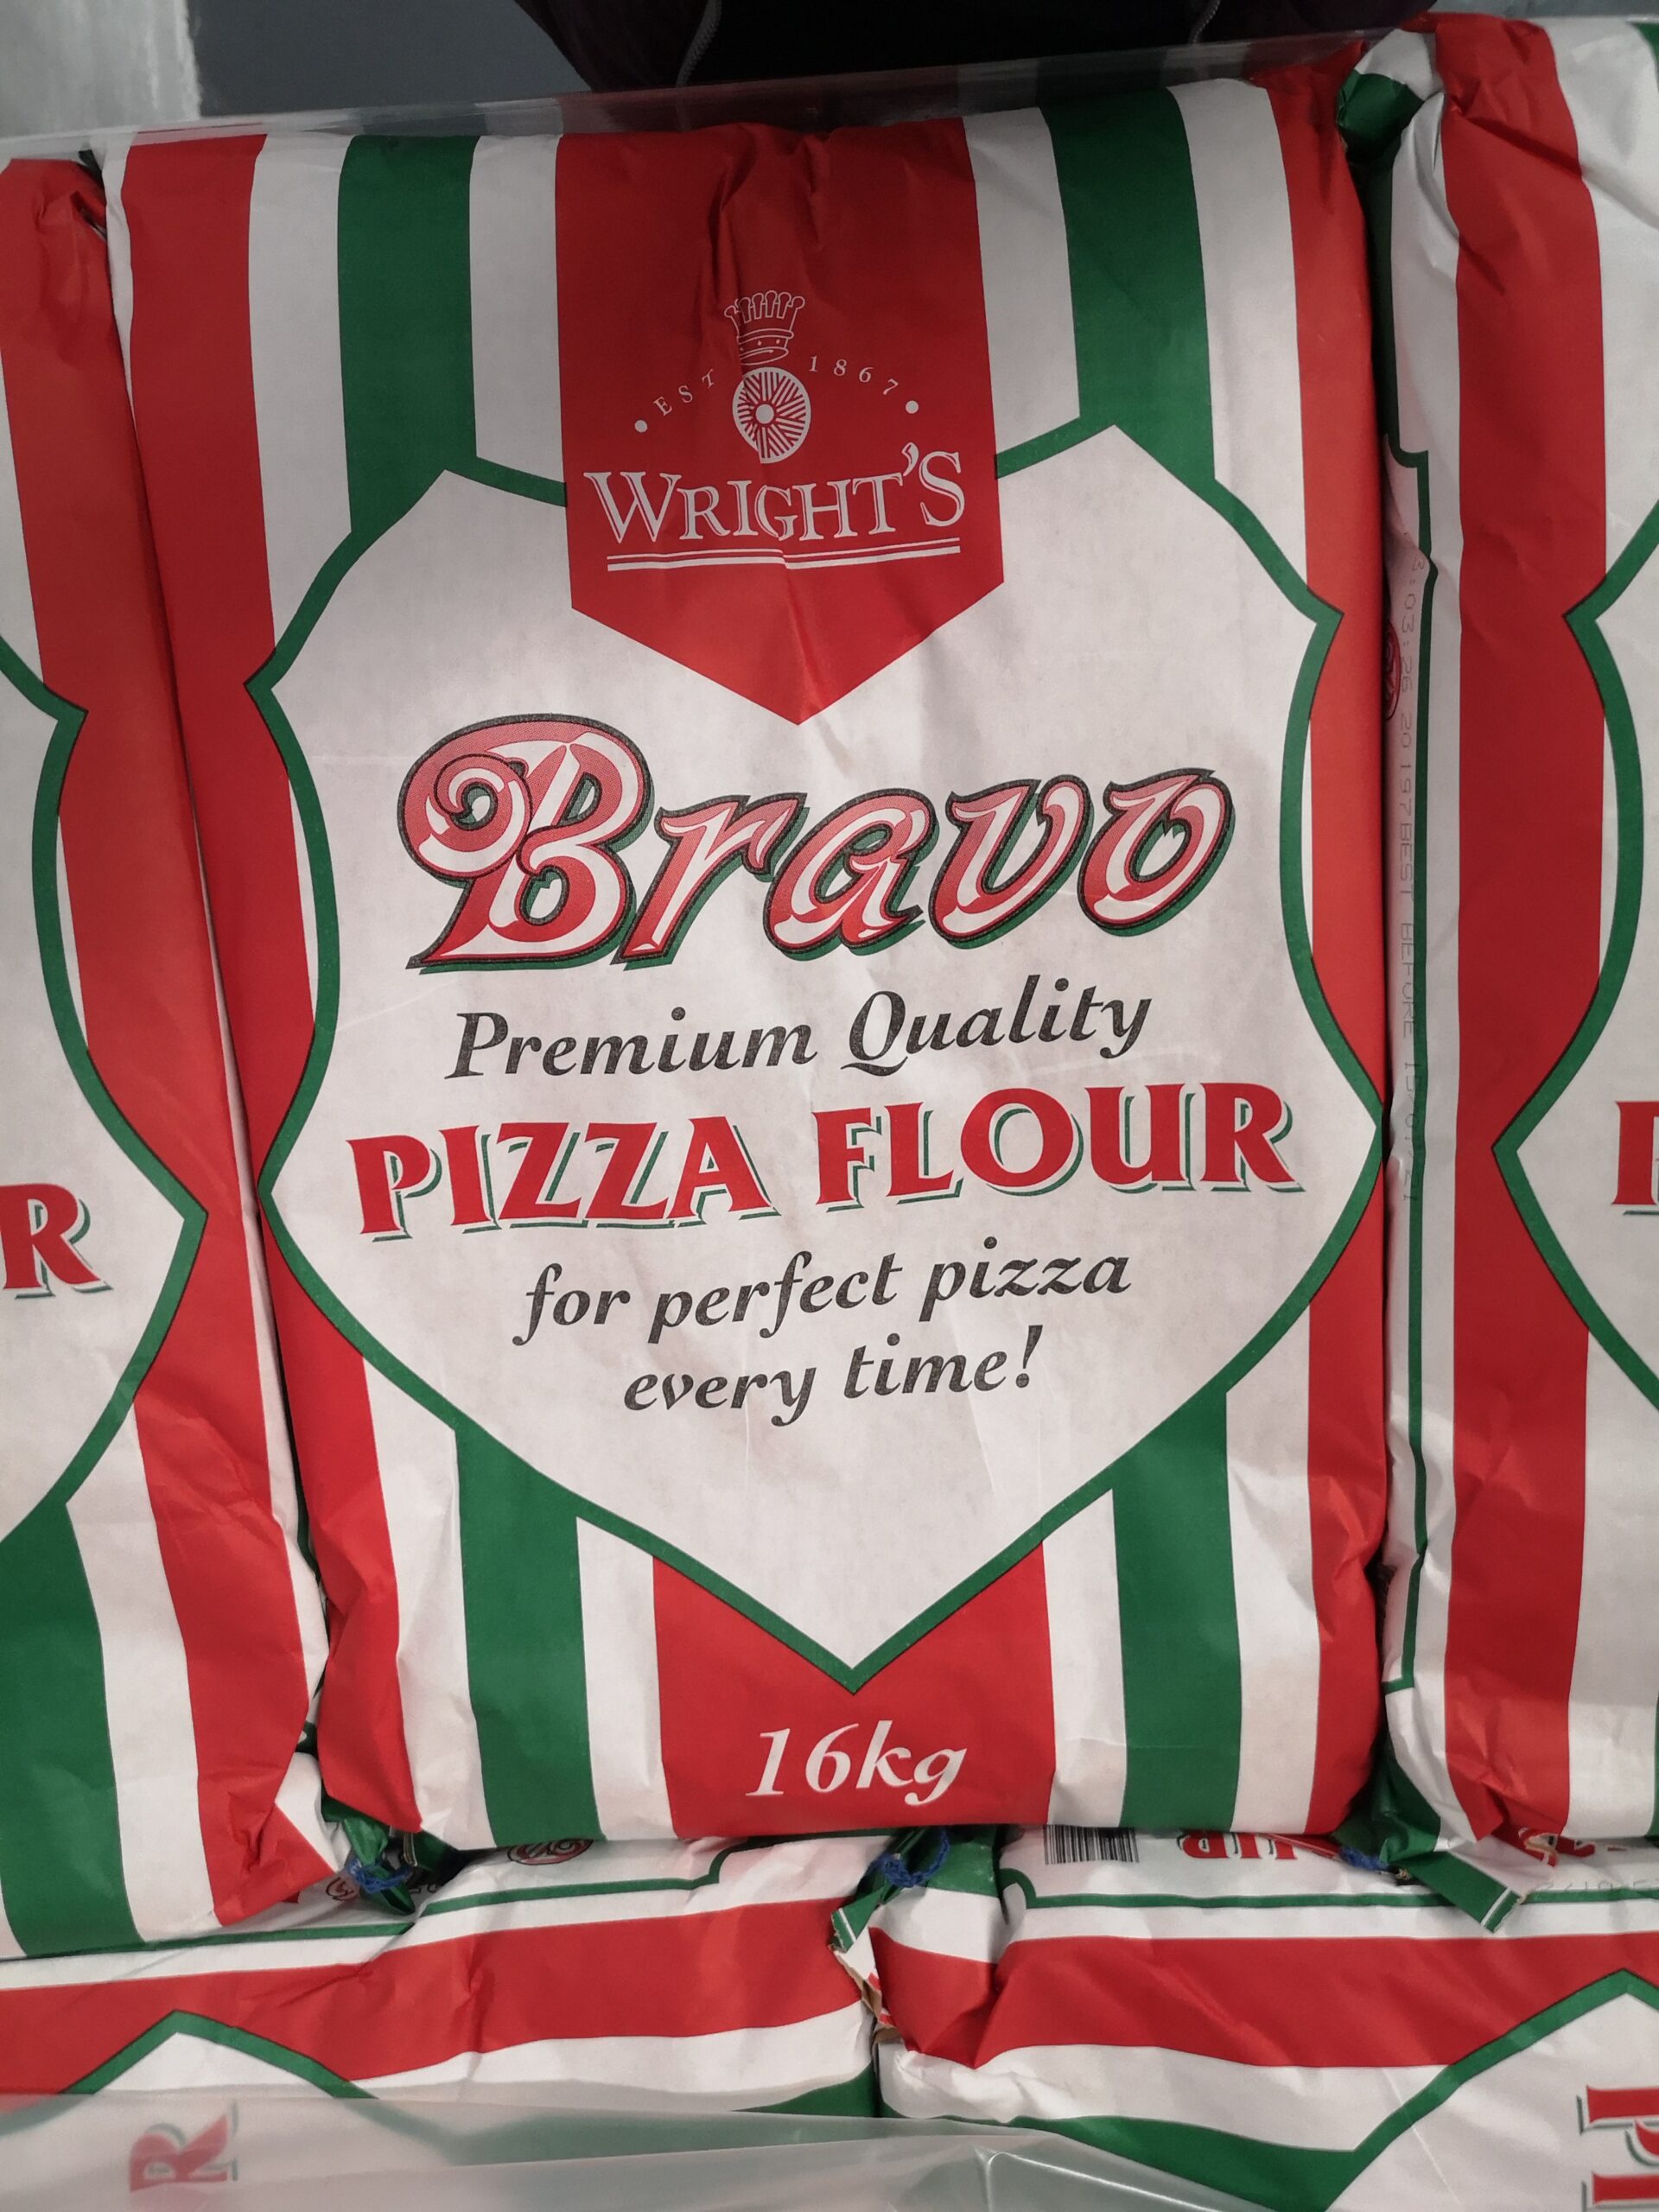 EST 1867
WRIGHT'S
Bravo
Premium Quality
PIZZA FLOUR
for perfect pizza
every time!
16kg
R
R